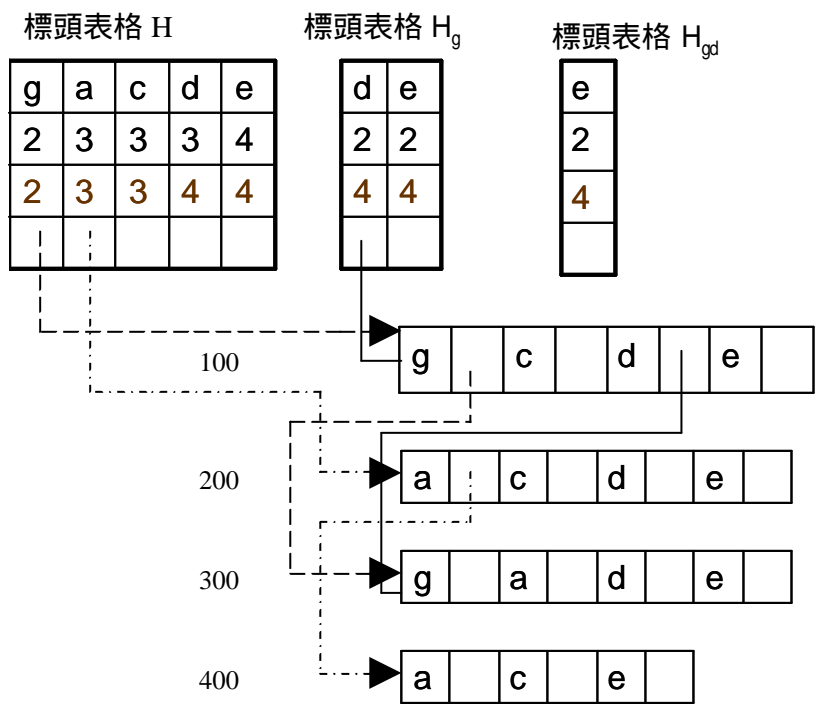 標頭表格 H
標頭表格 Hg
標頭表格 Hgd
g a c d e
2 3 3 3 4
2 3 3 4 4
d e
2 2
4 4
e
2
4
100
g c d e
200
a c d e
300
g a d e
400
a c e